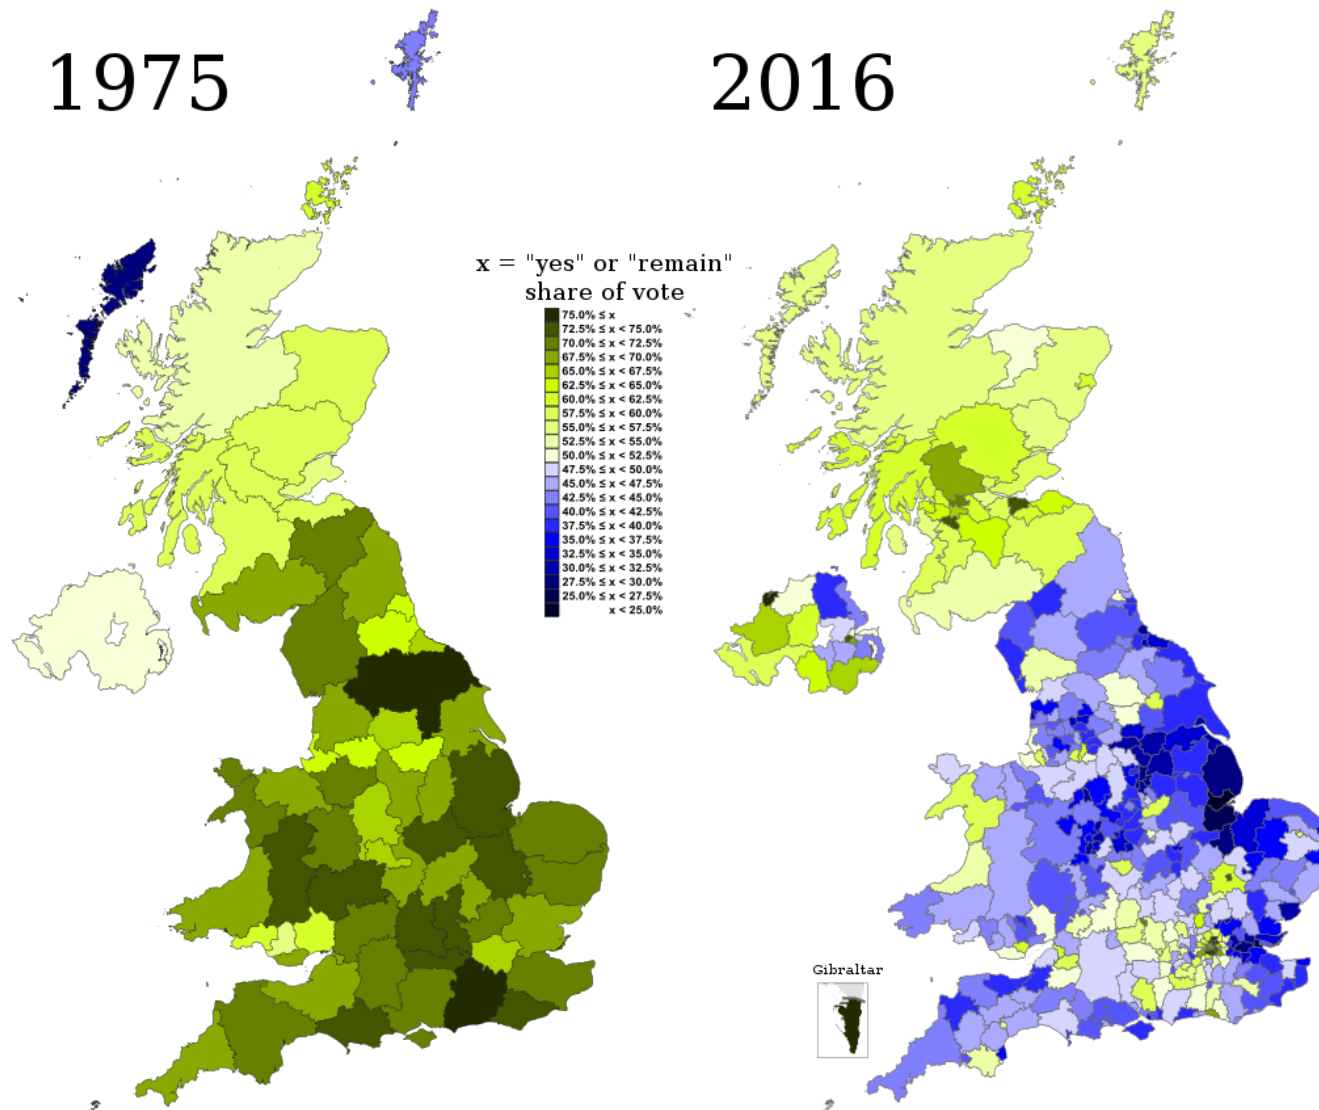 1975
2016
x = "yes" or "remain"
share of vote
75.0% ≤ x
72.5% ≤ x < 75.0%
70.0% ≤ x < 72.5%
67.5% ≤ x < 70.0%
65.0% ≤ x < 67.5%
62.5% ≤ x < 65.0%
60.0% ≤ x < 62.5%
57.5% ≤ x < 60.0%
55.0% ≤ x < 57.5%
52.5% ≤ x < 55.0%
50.0% ≤ x < 52.5%
47.5% ≤ x < 50.0%
45.0% ≤ x < 47.5%
42.5% ≤ x < 45.0%
40.0% ≤ x < 42.5%
37.5% ≤ x < 40.0%
35.0% ≤ x < 37.5%
32.5% ≤ x < 35.0%
30.0% ≤ x < 32.5%
27.5% ≤ x < 30.0%
25.0% ≤ x < 27.5%
x < 25.0%
Gibraltar